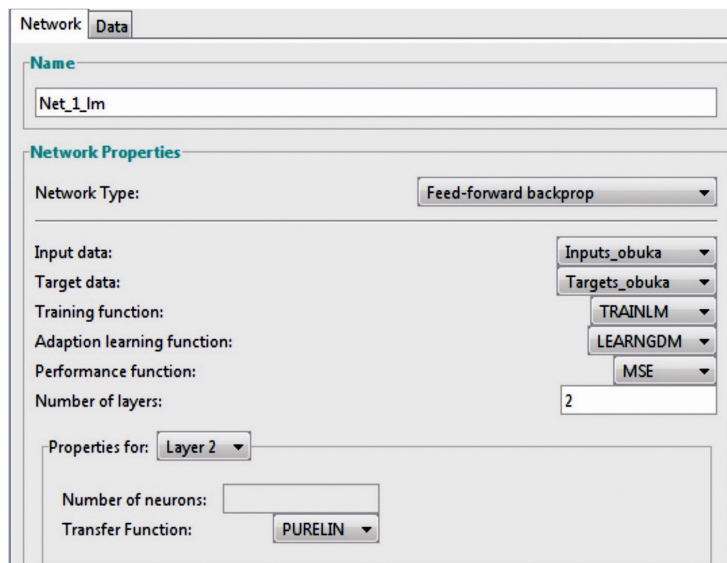 Network Data
Name
Net_1_lm
Network Properties
Network Type: Feed-forward backprop
Input data: Inputs_obuka
Target data: Targets_obuka
Training function: TRAINLM
Adaption learning function: LEARNGDM
Performance function: MSE
Number of layers: 2
Properties for: Layer 2
Number of neurons:
Transfer Function: PURELIN